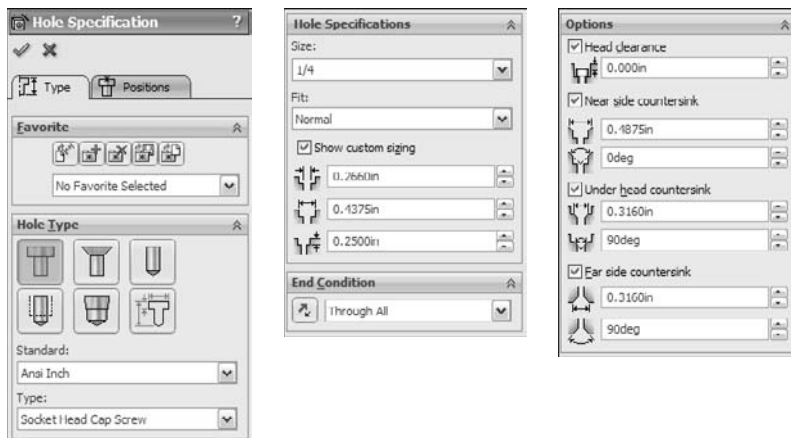 Hole Specification ?
Type Positions
Favorite
No Favorite Selected
Hole Type
Standard:
Ansi Inch
Type:
Socket Head Cap Screw
Hole Specifications
Size:
1/4
Fit:
Normal
Show custom sizing
0.2660in
0.4375in
0.2500in
End Condition
Through All
Options
Head clearance
0.000in
Near side countersink
0.4875in
0deg
Under head countersink
0.3160in
90deg
Far side countersink
0.3160in
90deg